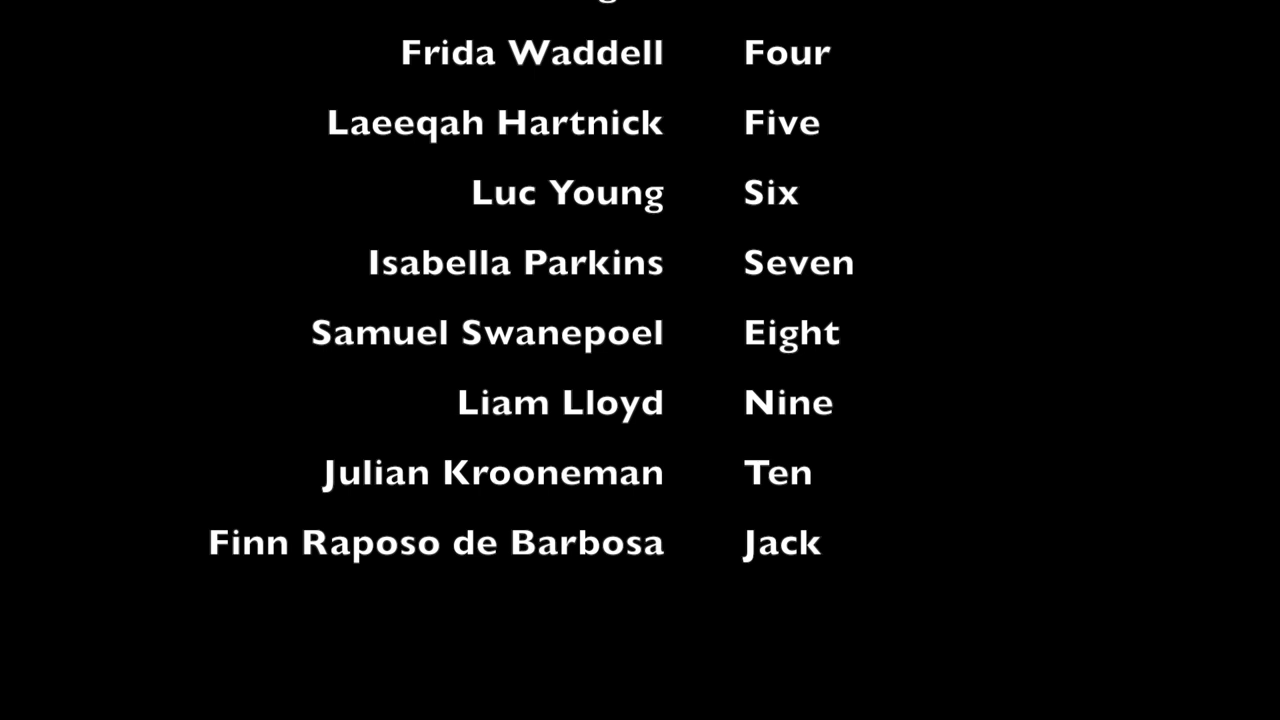 Frida Waddell Four
Laeeqah Hartnick Five
Luc Young Six
Isabella Parkins Seven
Samuel Swanepoel Eight
Liam Lloyd Nine
Julian Krooneman Ten
Finn Raposo de Barbosa Jack